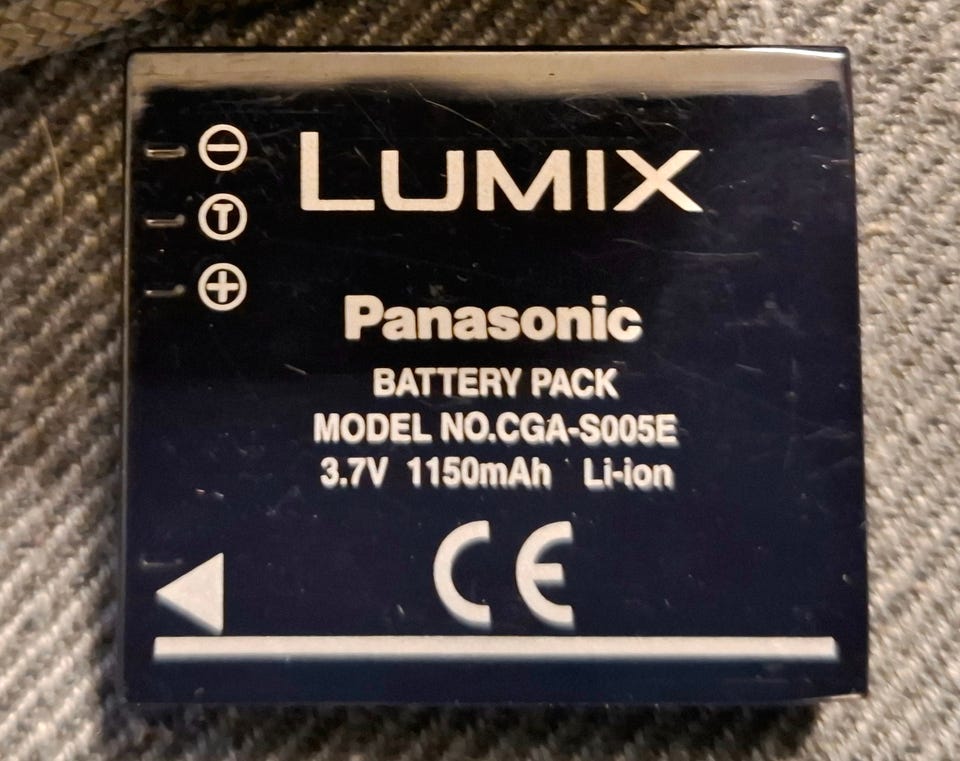 LUMIX
T
Panasonic
BATTERY PACK
MODEL NO.CGA-S005E
3.7V 1150mAh Li-ion
CE